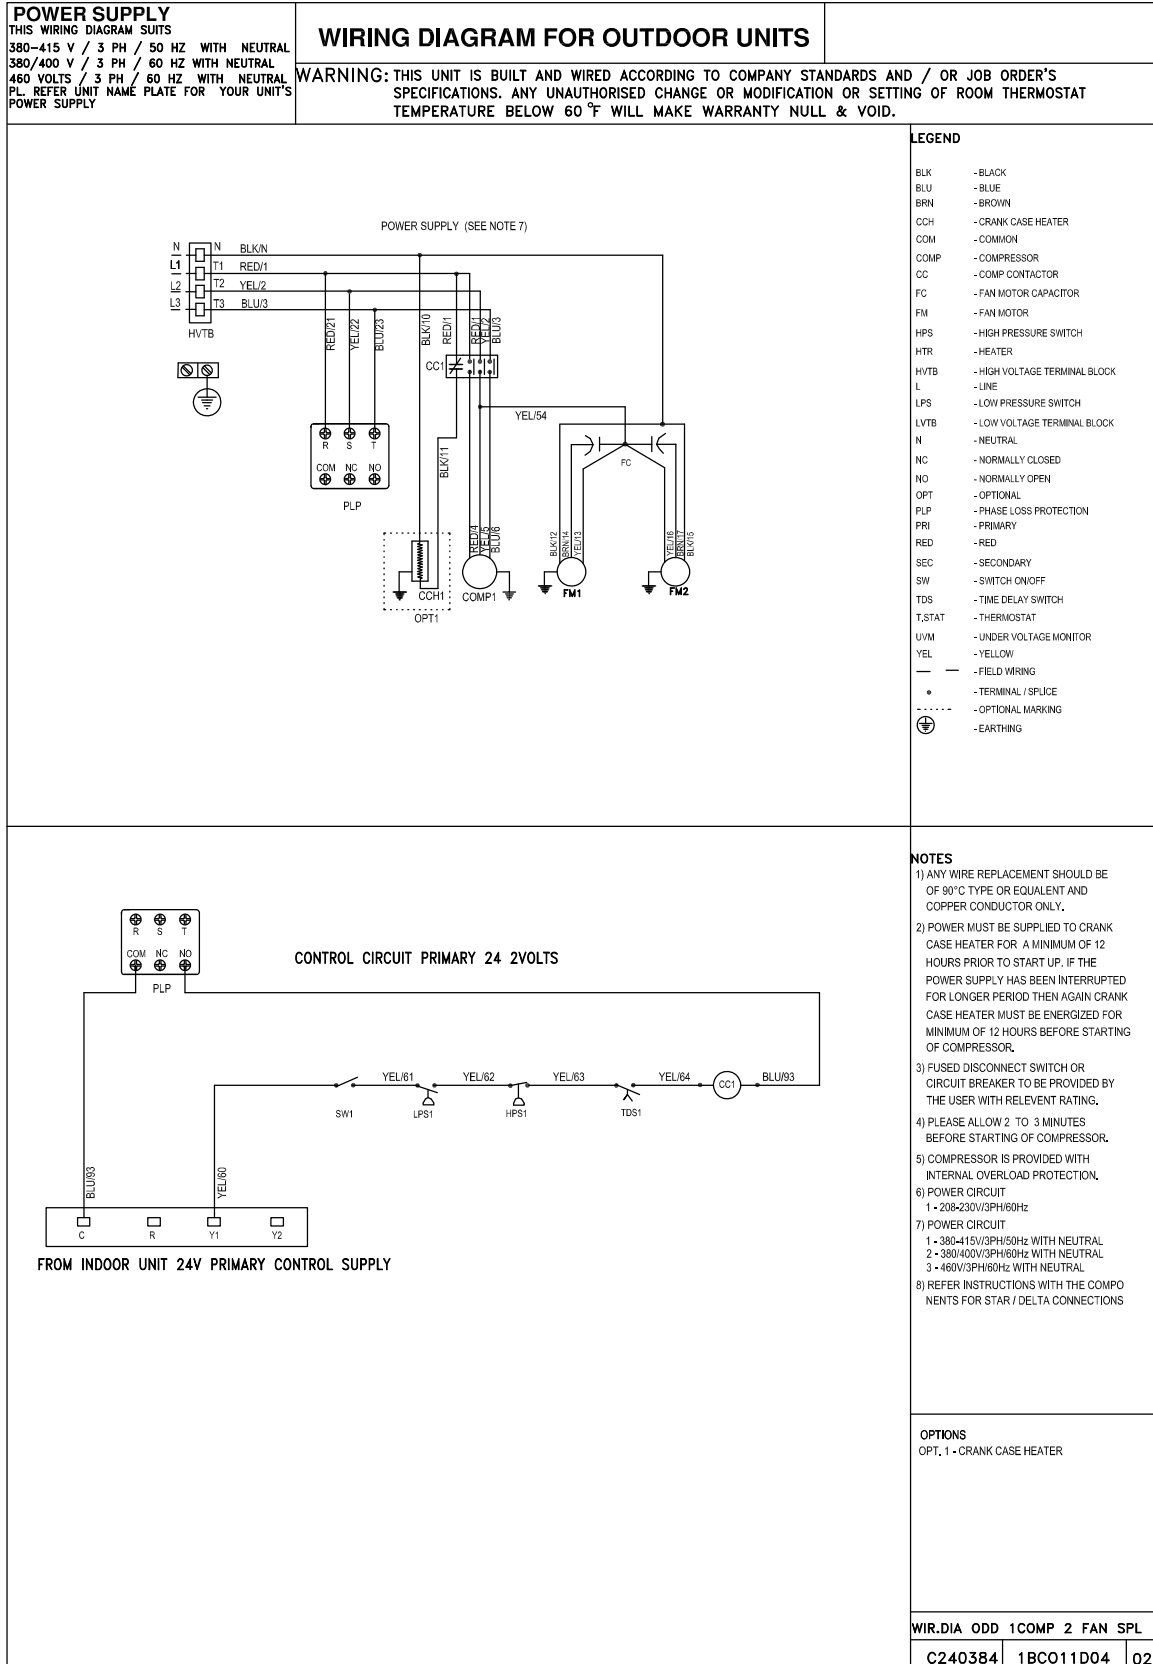 POWER SUPPLY
THIS WIRING DIAGRAM SUITS
380-415 V / 3 PH / 50 HZ WITH NEUTRAL
380/400 V / 3 PH / 60 HZ WITH NEUTRAL
460 VOLTS / 3 PH / 60 HZ WITH NEUTRAL
PL. REFER UNIT NAME PLATE FOR YOUR UNIT'S
POWER SUPPLY
WIRING DIAGRAM FOR OUTDOOR UNITS
WARNING: THIS UNIT IS BUILT AND WIRED ACCORDING TO COMPANY STANDARDS AND / OR JOB ORDER'S
SPECIFICATIONS. ANY UNAUTHORISED CHANGE OR MODIFICATION OR SETTING OF ROOM THERMOSTAT
TEMPERATURE BELOW 60 °F WILL MAKE WARRANTY NULL & VOID.
POWER SUPPLY (SEE NOTE 7)
N N BLK/N
L1 T1 RED/1
L2 T2 YEL/2
L3 T3 BLU/3
HVTB
RED/21
YEL/22
BLU/23
BLK/10
RED/1
RED/1
YEL/2
BLU/3
CC1
YEL/54
R S T
COM NC NO
PLP
BLK/11
FC
RED/4
YEL/5
BLU/6
BLK/12
BRN/14
YEL/13
YEL/16
BRN/17
BLK/15
CCH1
COMP1
FM1
FM2
OPT1
LEGEND
BLK - BLACK
BLU - BLUE
BRN - BROWN
CCH - CRANK CASE HEATER
COM - COMMON
COMP - COMPRESSOR
CC - COMP CONTACTOR
FC - FAN MOTOR CAPACITOR
FM - FAN MOTOR
HPS - HIGH PRESSURE SWITCH
HTR - HEATER
HVTB - HIGH VOLTAGE TERMINAL BLOCK
L - LINE
LPS - LOW PRESSURE SWITCH
LVTB - LOW VOLTAGE TERMINAL BLOCK
N - NEUTRAL
NC - NORMALLY CLOSED
NO - NORMALLY OPEN
OPT - OPTIONAL
PLP - PHASE LOSS PROTECTION
PRI - PRIMARY
RED - RED
SEC - SECONDARY
SW - SWITCH ON/OFF
TDS - TIME DELAY SWITCH
T.STAT - THERMOSTAT
UVM - UNDER VOLTAGE MONITOR
YEL - YELLOW
- FIELD WIRING
- TERMINAL / SPLICE
- OPTIONAL MARKING
- EARTHING
R S T
COM NC NO
PLP
CONTROL CIRCUIT PRIMARY 24 2VOLTS
YEL/61 YEL/62 YEL/63 YEL/64 CC1 BLU/93
SW1 LPS1 HPS1 TDS1
BLU/93
YEL/60
C R Y1 Y2
FROM INDOOR UNIT 24V PRIMARY CONTROL SUPPLY
NOTES
1) ANY WIRE REPLACEMENT SHOULD BE
OF 90°C TYPE OR EQUALENT AND
COPPER CONDUCTOR ONLY.
2) POWER MUST BE SUPPLIED TO CRANK
CASE HEATER FOR A MINIMUM OF 12
HOURS PRIOR TO START UP. IF THE
POWER SUPPLY HAS BEEN INTERRUPTED
FOR LONGER PERIOD THEN AGAIN CRANK
CASE HEATER MUST BE ENERGIZED FOR
MINIMUM OF 12 HOURS BEFORE STARTING
OF COMPRESSOR.
3) FUSED DISCONNECT SWITCH OR
CIRCUIT BREAKER TO BE PROVIDED BY
THE USER WITH RELEVENT RATING.
4) PLEASE ALLOW 2 TO 3 MINUTES
BEFORE STARTING OF COMPRESSOR.
5) COMPRESSOR IS PROVIDED WITH
INTERNAL OVERLOAD PROTECTION.
6) POWER CIRCUIT
1 - 208-230V/3PH/60Hz
7) POWER CIRCUIT
1 - 380-415V/3PH/50Hz WITH NEUTRAL
2 - 380/400V/3PH/60Hz WITH NEUTRAL
3 - 460V/3PH/60Hz WITH NEUTRAL
8) REFER INSTRUCTIONS WITH THE COMPO
NENTS FOR STAR / DELTA CONNECTIONS
OPTIONS
OPT. 1 - CRANK CASE HEATER
WIR.DIA ODD 1COMP 2 FAN SPL
C240384 1BCO11D04 02